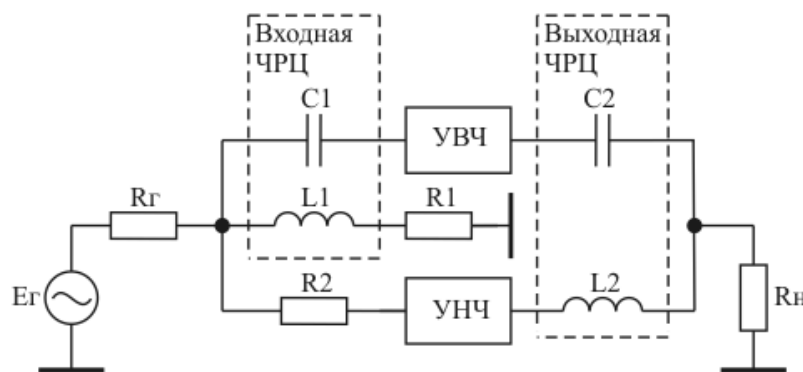 Входная
ЧРЦ
Выходная
ЧРЦ
C1
УВЧ
C2
Rг
L1
R1
Eг
R2
УНЧ
L2
Rн